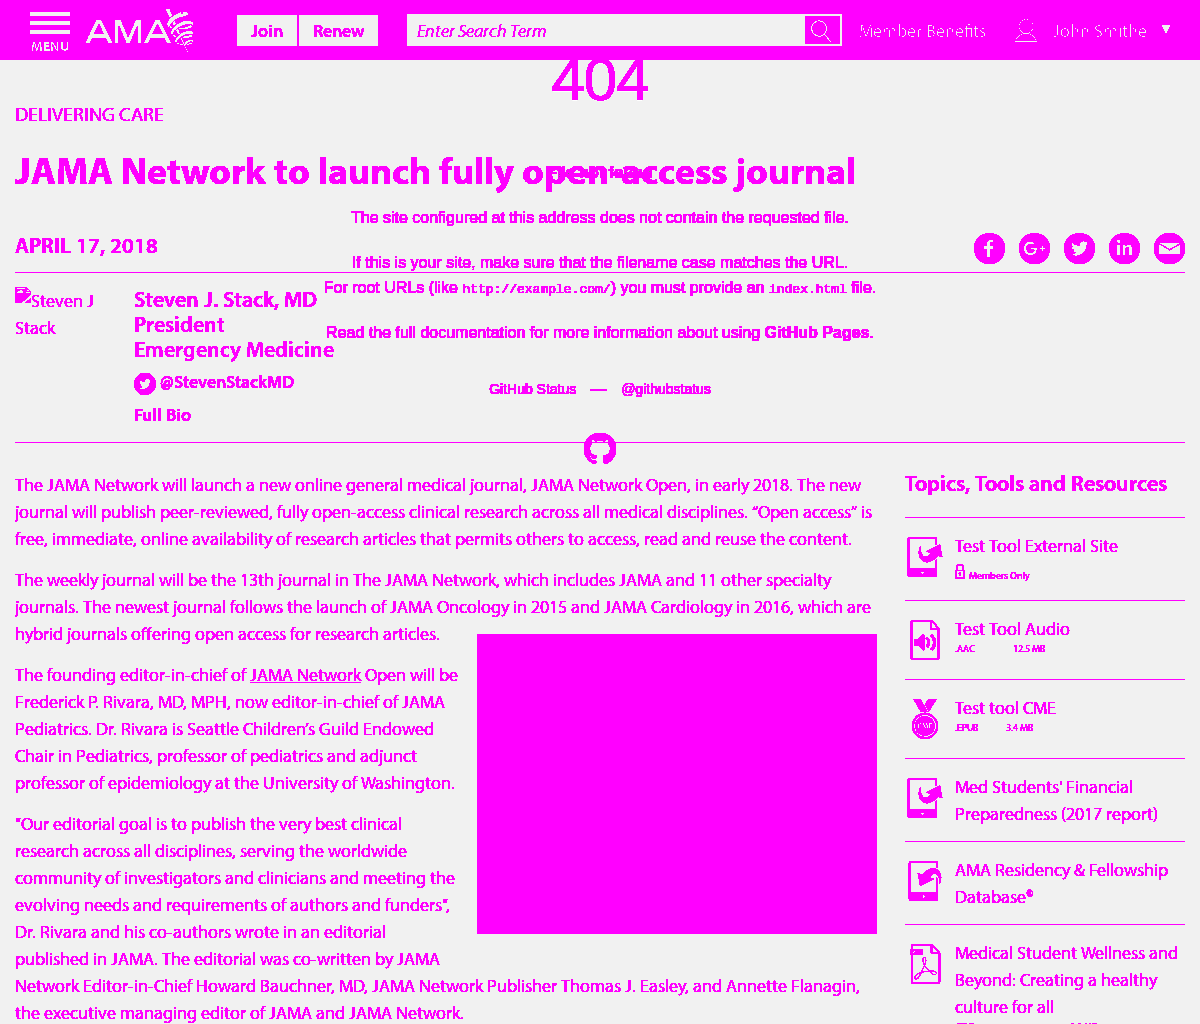 MENU
AMA
Join
Renew
Enter Search Term
Member Benefits
John Smithe
404
DELIVERING CARE
JAMA Network to launch fully open-access journal
The site configured at this address does not contain the requested file.
APRIL 17, 2018
If this is your site, make sure that the filename case matches the URL.
For root URLs (like http://example.com/) you must provide an index.html file.
Steven J
Stack
Steven J. Stack, MD
President
Emergency Medicine
Read the full documentation for more information about using GitHub Pages.
@StevenStackMD
GitHub Status — @githubstatus
Full Bio
The JAMA Network will launch a new online general medical journal, JAMA Network Open, in early 2018. The new
journal will publish peer-reviewed, fully open-access clinical research across all medical disciplines. “Open access” is
free, immediate, online availability of research articles that permits others to access, read and reuse the content.
The weekly journal will be the 13th journal in The JAMA Network, which includes JAMA and 11 other specialty
journals. The newest journal follows the launch of JAMA Oncology in 2015 and JAMA Cardiology in 2016, which are
hybrid journals offering open access for research articles.
The founding editor-in-chief of JAMA Network Open will be
Frederick P. Rivara, MD, MPH, now editor-in-chief of JAMA
Pediatrics. Dr. Rivara is Seattle Children’s Guild Endowed
Chair in Pediatrics, professor of pediatrics and adjunct
professor of epidemiology at the University of Washington.
"Our editorial goal is to publish the very best clinical
research across all disciplines, serving the worldwide
community of investigators and clinicians and meeting the
evolving needs and requirements of authors and funders",
Dr. Rivara and his co-authors wrote in an editorial
published in JAMA. The editorial was co-written by JAMA
Network Editor-in-Chief Howard Bauchner, MD, JAMA Network Publisher Thomas J. Easley, and Annette Flanagin,
the executive managing editor of JAMA and JAMA Network.
Topics, Tools and Resources
Test Tool External Site
Members Only
Test Tool Audio
.AAC 12.5 MB
Test tool CME
.EPUB 3.4 MB
Med Students' Financial
Preparedness (2017 report)
AMA Residency & Fellowship
Database®
Medical Student Wellness and
Beyond: Creating a healthy
culture for all